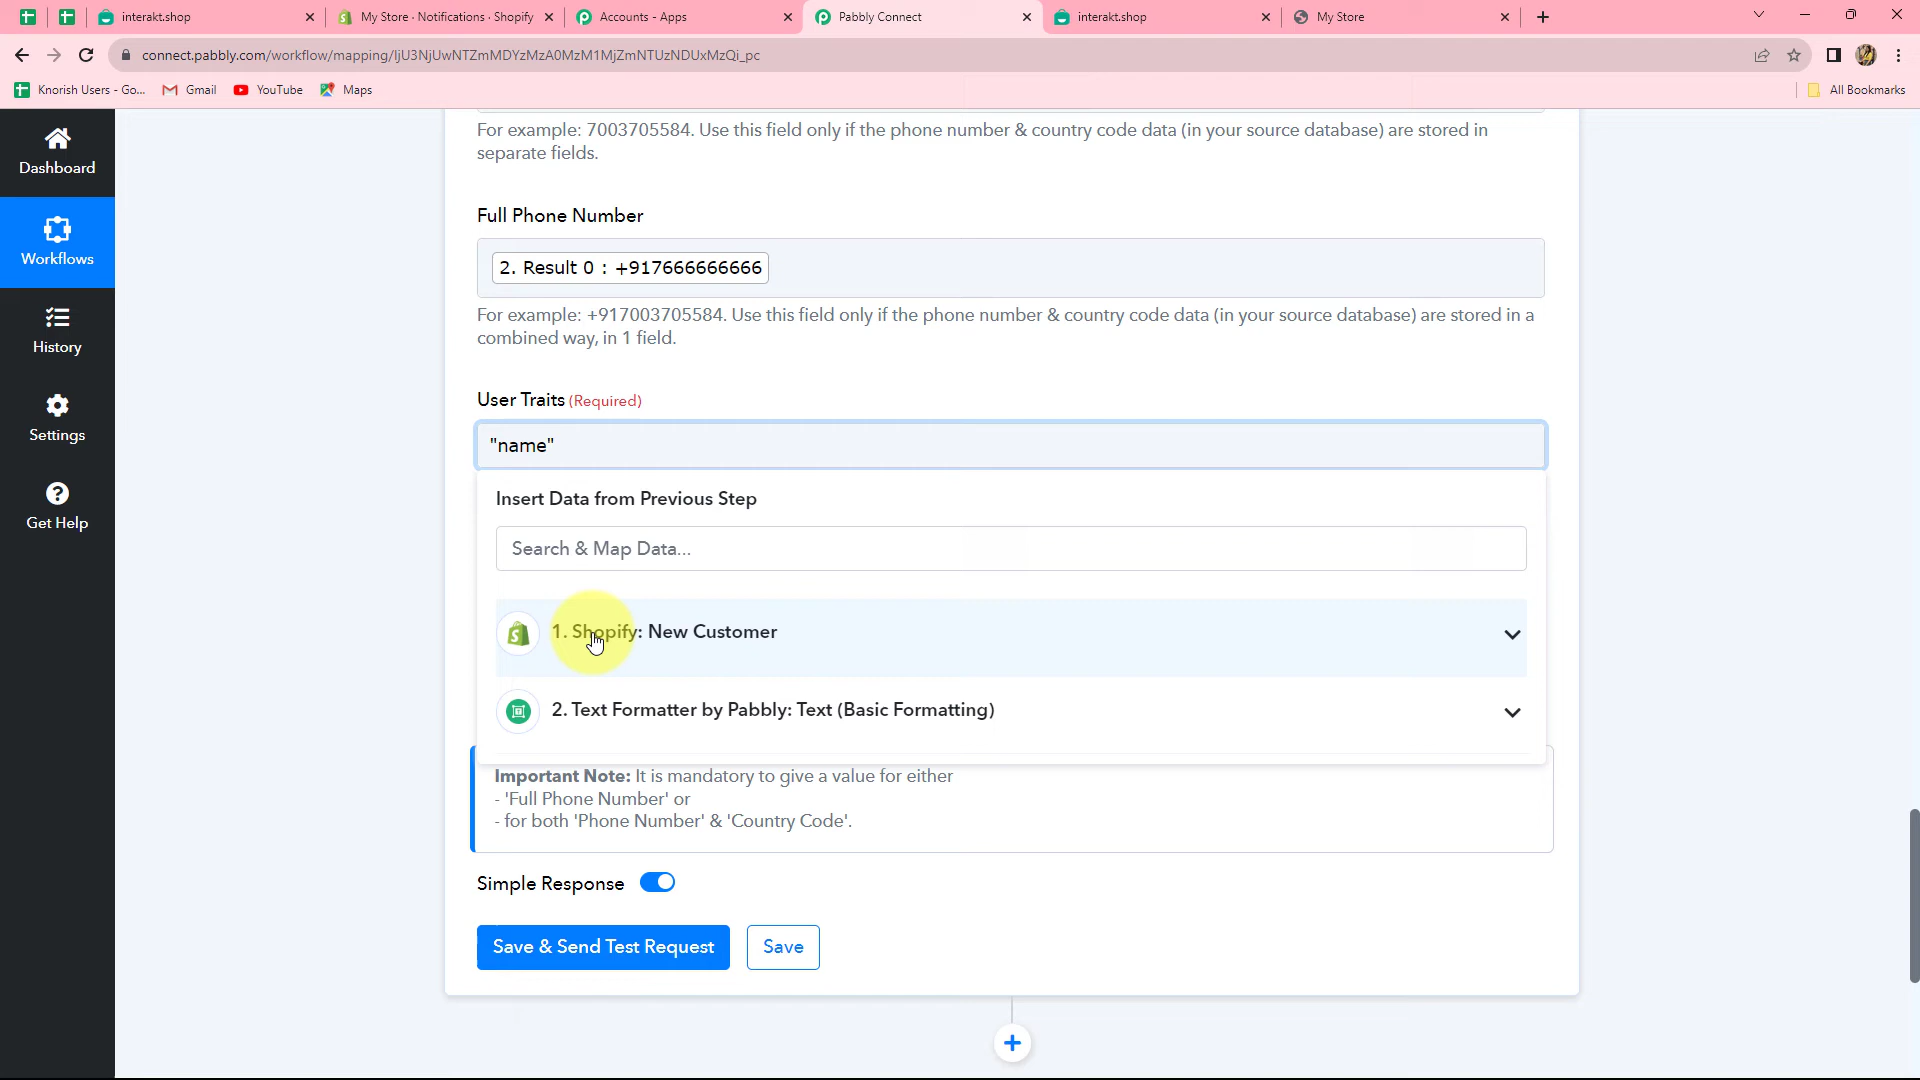 interakt.shop
My Store · Notifications · Shopify
Accounts - Apps
Pabbly Connect
interakt.shop
My Store
connect.pabbly.com/workflow/mapping/IjU3NjUwNTZmMDYzMzA0MzM1MjZmNTUzNDUxMzQi_pc
Knorish Users - Go...
Gmail
YouTube
Maps
All Bookmarks
Dashboard
Workflows
History
Settings
Get Help
For example: 7003705584. Use this field only if the phone number & country code data (in your source database) are stored in
separate fields.
Full Phone Number
2. Result 0 : +917666666666
For example: +917003705584. Use this field only if the phone number & country code data (in your source database) are stored in a
combined way, in 1 field.
User Traits (Required)
"name"
Insert Data from Previous Step
Search & Map Data...
1. Shopify: New Customer
2. Text Formatter by Pabbly: Text (Basic Formatting)
Important Note: It is mandatory to give a value for either
- 'Full Phone Number' or
- for both 'Phone Number' & 'Country Code'.
Simple Response
Save & Send Test Request
Save